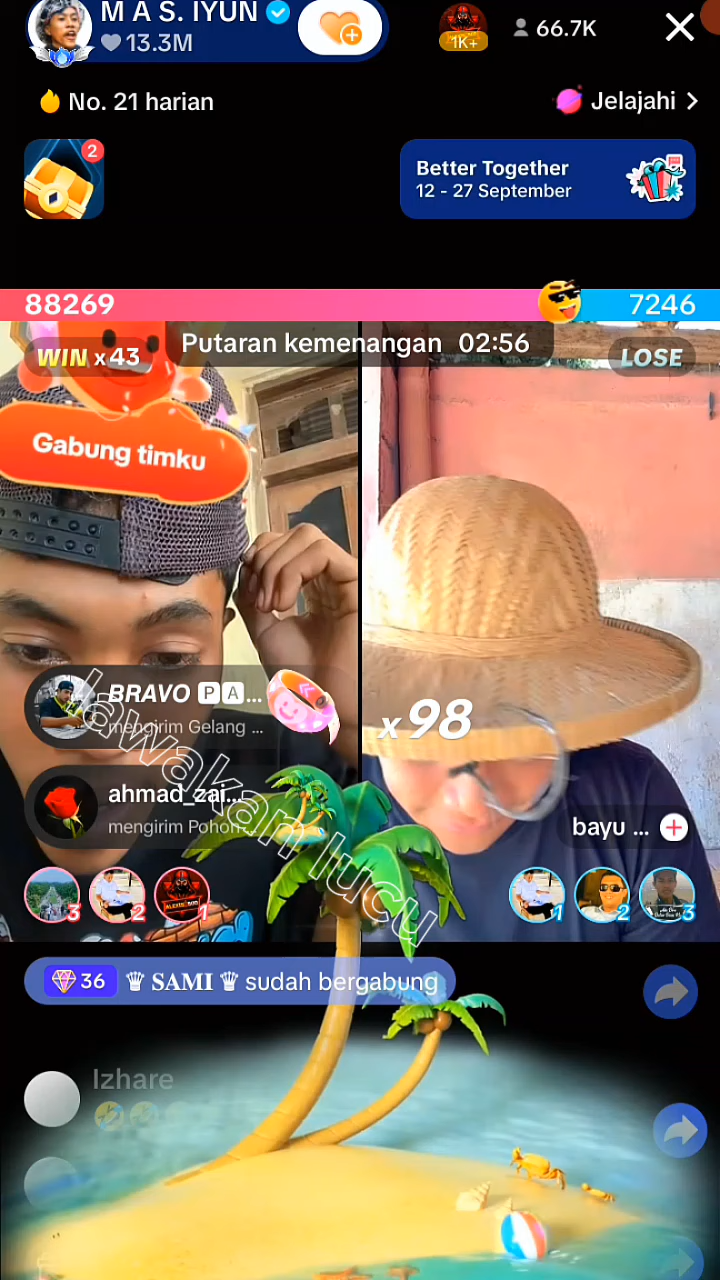 M A S. IYUN
13.3M
1K+
66.7K
No. 21 harian
Jelajahi
2
Better Together
12 - 27 September
88269
7246
WIN x43
Putaran kemenangan 02:56
LOSE
Gabung timku
BRAVO 🅿🄰...
mengirim Gelang ...
x98
ahmad_zai...
mengirim Pohon
lawakan lucu
bayu ...
3
2
1
1
2
3
36 ♛ 𝐒𝐀𝐌𝐈 ♛ sudah bergabung
Izhare